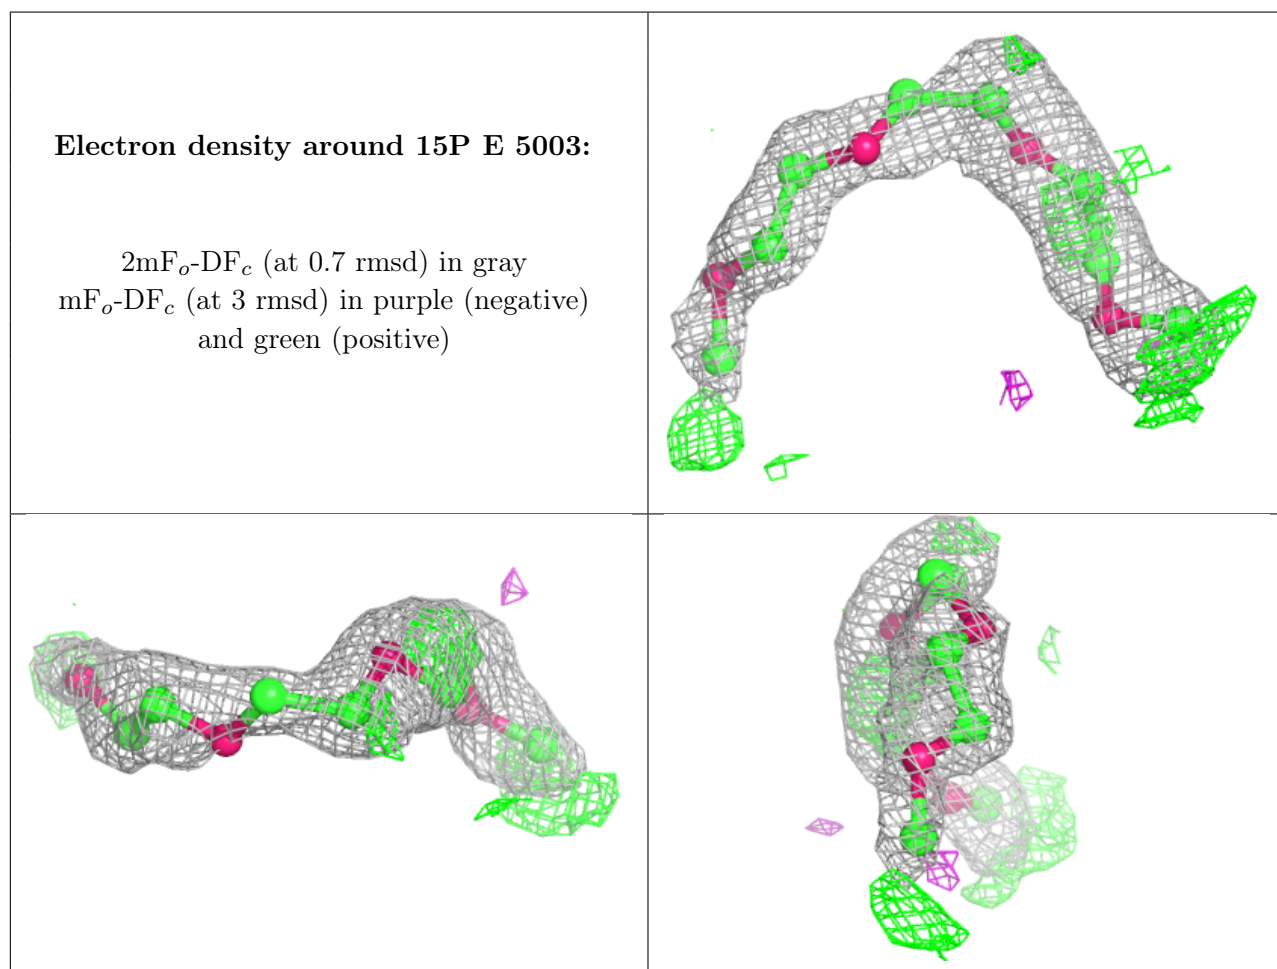 Electron density around 15P E 5003:
2mFₒ-DF𝒸 (at 0.7 rmsd) in gray
mFₒ-DF𝒸 (at 3 rmsd) in purple (negative)
and green (positive)